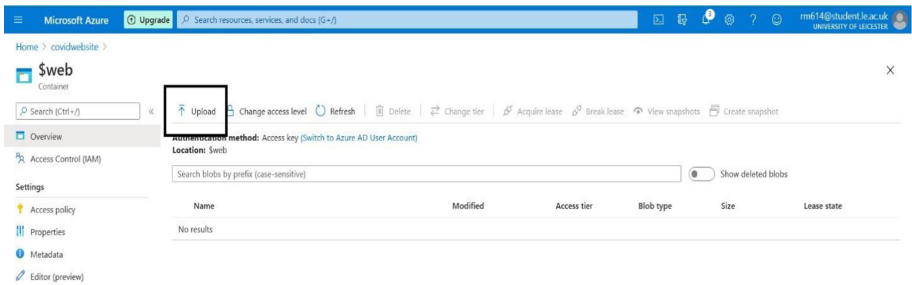 Microsoft Azure Upgrade Search resources, services, and docs (G+/) 3 rm614@student.le.ac.uk
UNIVERSITY OF LEICESTER
Home > covidwebsite >
$web
Container
Search (Ctrl+/) « Upload Change access level Refresh Delete Change tier Acquire lease Break lease View snapshots Create snapshot
Overview
Authentication method: Access key (Switch to Azure AD User Account)
Access Control (IAM)
Location: $web
Settings
Search blobs by prefix (case-sensitive) Show deleted blobs
Access policy
Name Modified Access tier Blob type Size Lease state
Properties
No results
Metadata
Editor (preview)